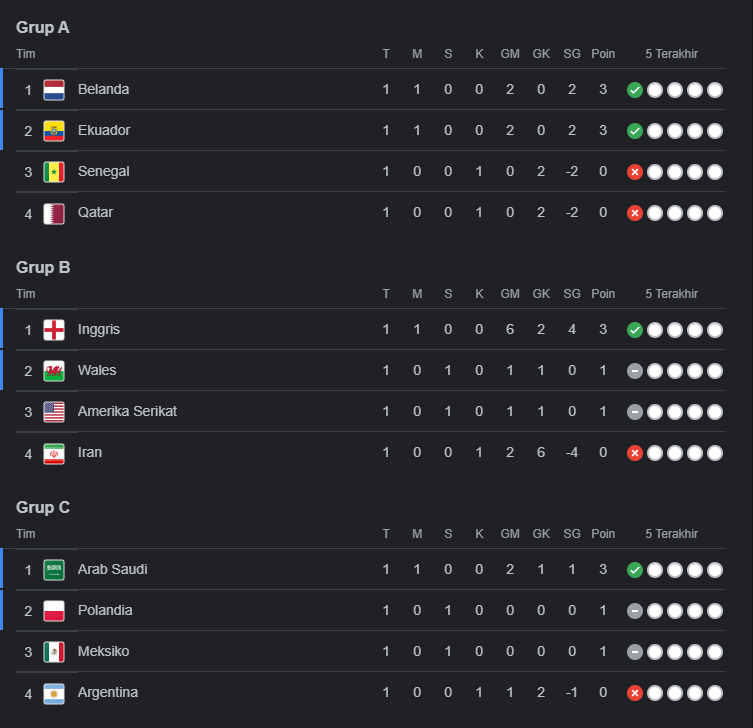 Grup A
Tim T M S K GM GK SG Poin 5 Terakhir
1 Belanda 1 1 0 0 2 0 2 3
2 Ekuador 1 1 0 0 2 0 2 3
3 Senegal 1 0 0 1 0 2 -2 0
4 Qatar 1 0 0 1 0 2 -2 0
Grup B
Tim T M S K GM GK SG Poin 5 Terakhir
1 Inggris 1 1 0 0 6 2 4 3
2 Wales 1 0 1 0 1 1 0 1
3 Amerika Serikat 1 0 1 0 1 1 0 1
4 Iran 1 0 0 1 2 6 -4 0
Grup C
Tim T M S K GM GK SG Poin 5 Terakhir
1 Arab Saudi 1 1 0 0 2 1 1 3
2 Polandia 1 0 1 0 0 0 0 1
3 Meksiko 1 0 1 0 0 0 0 1
4 Argentina 1 0 0 1 1 2 -1 0